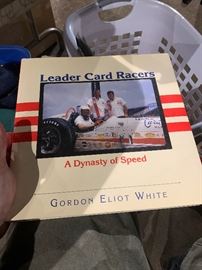 Leader Card Racers
A Dynasty of Speed
GORDON ELIOT WHITE